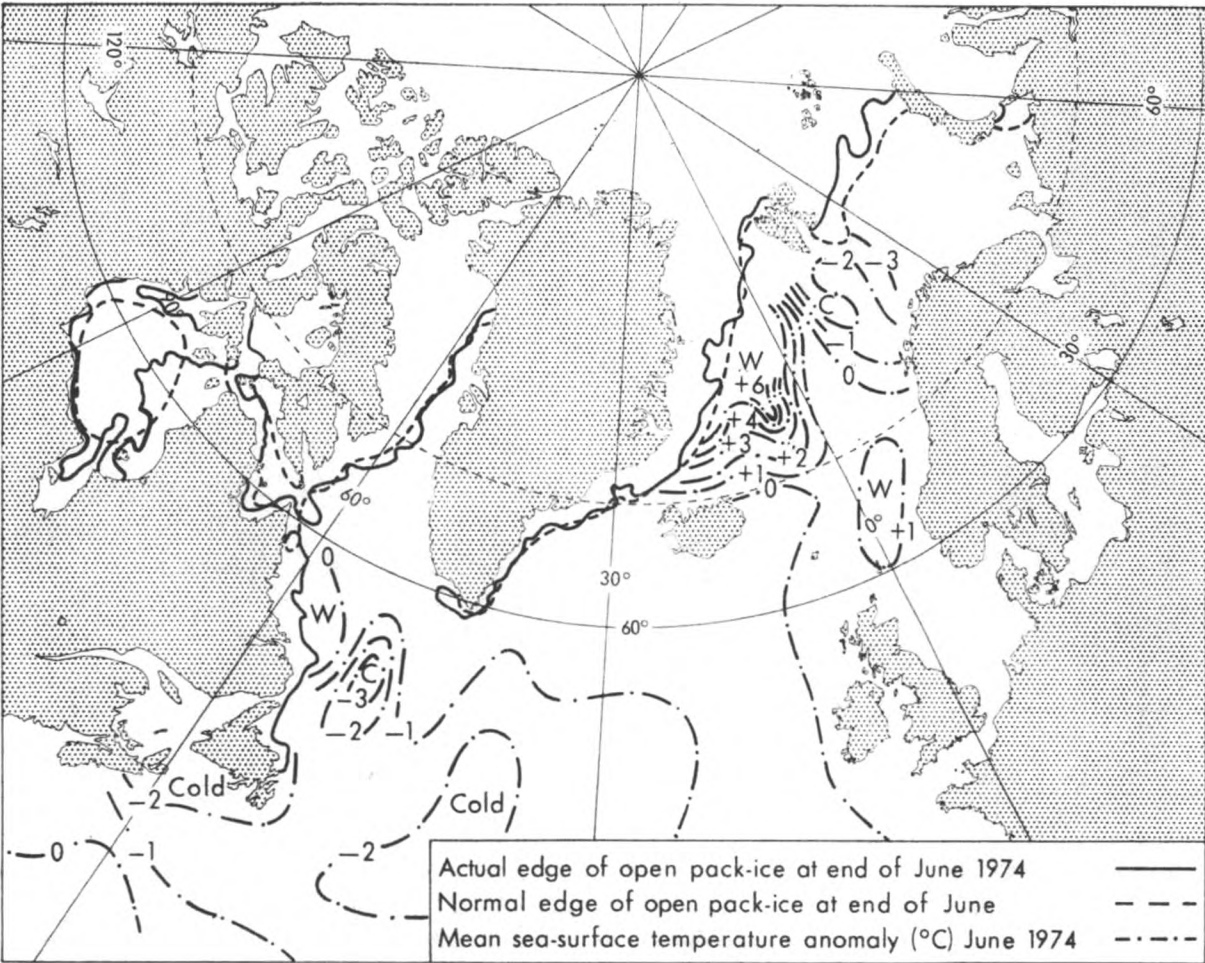 120°
60°
−2 −3
C
−1
0
W
+6
+4
+3
+2
+1
0
W
0°
+1
30°
60°
30°
60°
0
W
C
−3
−2 −1
Cold
−2
Cold
0 −1
−2
Actual edge of open pack-ice at end of June 1974
Normal edge of open pack-ice at end of June
Mean sea-surface temperature anomaly (°C) June 1974